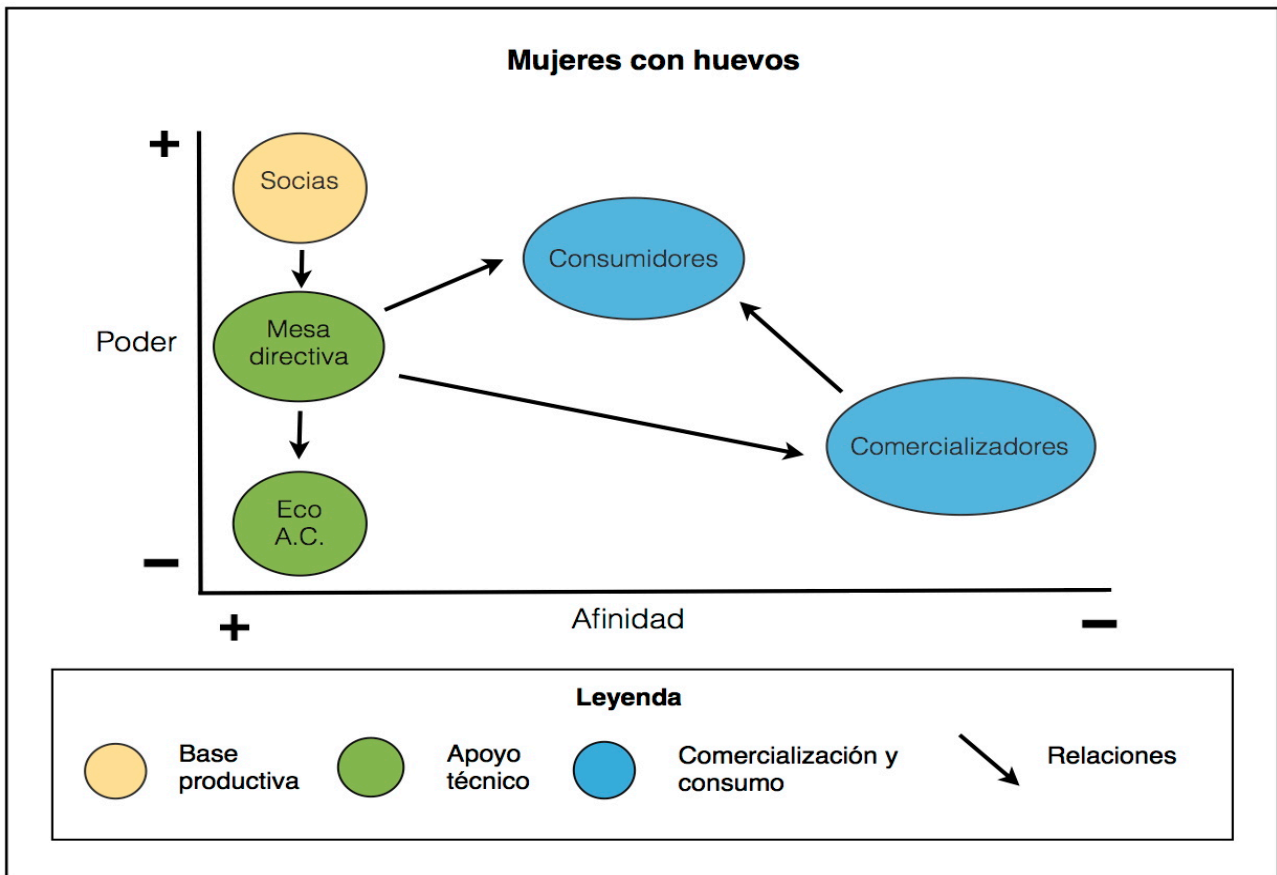 Mujeres con huevos
+
Socias
Consumidores
Poder
Mesa
directiva
Comercializadores
Eco
A.C.
−
+
Afinidad
−
Leyenda
Base
productiva
Apoyo
técnico
Comercialización y
consumo
Relaciones